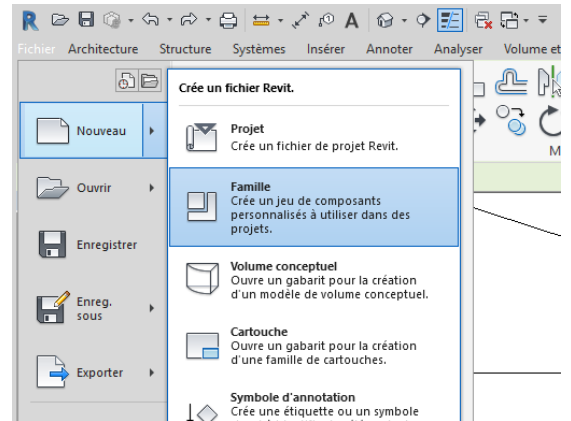 R A
Fichier Architecture Structure Systèmes Insérer Annoter Analyser Volume et
Crée un fichier Revit.
Nouveau
Projet
Crée un fichier de projet Revit.
Ouvrir
Famille
Crée un jeu de composants
personnalisés à utiliser dans des
projets.
Enregistrer
Volume conceptuel
Ouvre un gabarit pour la création
d'un modèle de volume conceptuel.
Enreg.
sous
Cartouche
Ouvre un gabarit pour la création
d'une famille de cartouches.
Exporter
Symbole d'annotation
Crée une étiquette ou un symbole
M